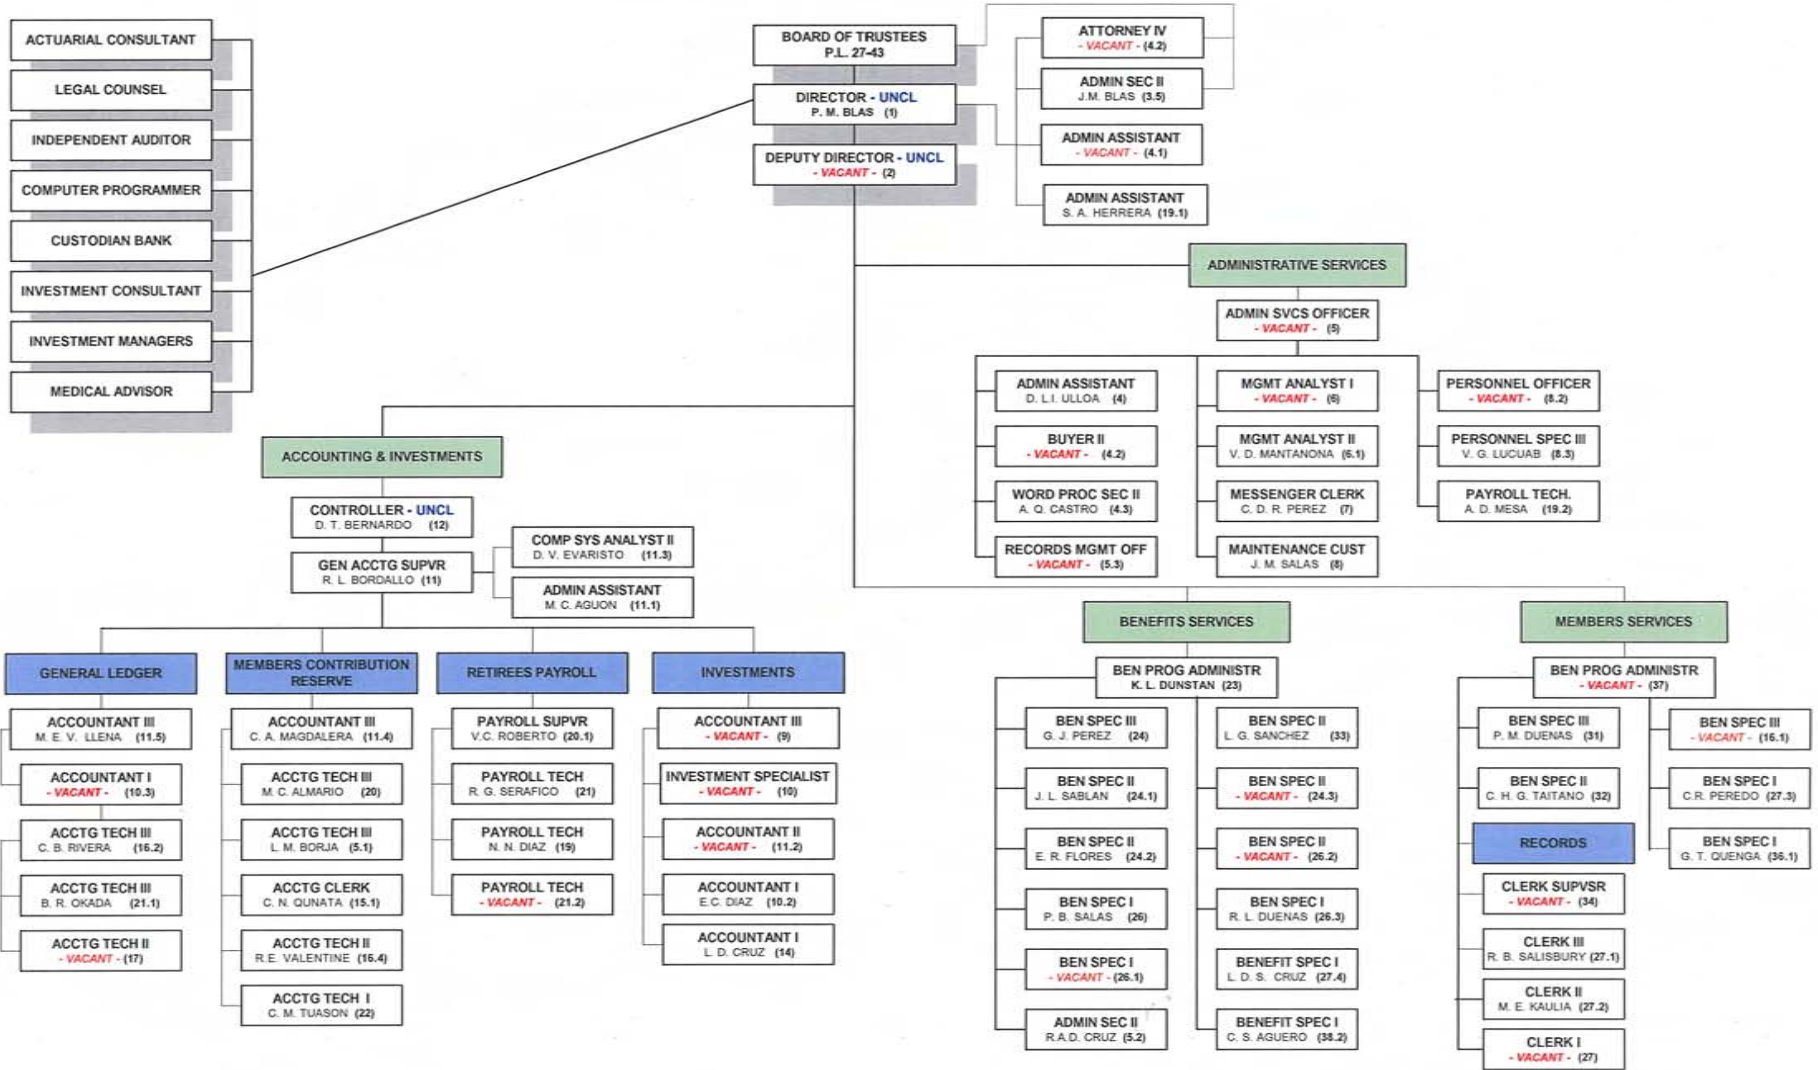 ACTUARIAL CONSULTANT
LEGAL COUNSEL
INDEPENDENT AUDITOR
COMPUTER PROGRAMMER
CUSTODIAN BANK
INVESTMENT CONSULTANT
INVESTMENT MANAGERS
MEDICAL ADVISOR
BOARD OF TRUSTEES
P.L. 27-43
DIRECTOR - UNCL
P. M. BLAS (1)
DEPUTY DIRECTOR - UNCL
- VACANT - (2)
ATTORNEY IV
- VACANT - (4.2)
ADMIN SEC II
J.M. BLAS (3.5)
ADMIN ASSISTANT
- VACANT - (4.1)
ADMIN ASSISTANT
S. A. HERRERA (19.1)
ADMINISTRATIVE SERVICES
ADMIN SVCS OFFICER
- VACANT - (5)
ADMIN ASSISTANT
D. L.I. ULLOA (4)
BUYER II
- VACANT - (4.2)
WORD PROC SEC II
A. Q. CASTRO (4.3)
RECORDS MGMT OFF
- VACANT - (5.3)
MGMT ANALYST I
- VACANT - (6)
MGMT ANALYST II
V. D. MANTANONA (6.1)
MESSENGER CLERK
C. D. R. PEREZ (7)
MAINTENANCE CUST
J. M. SALAS (8)
PERSONNEL OFFICER
- VACANT - (8.2)
PERSONNEL SPEC III
V. G. LUCUAB (8.3)
PAYROLL TECH.
A. D. MESA (19.2)
ACCOUNTING & INVESTMENTS
CONTROLLER - UNCL
D. T. BERNARDO (12)
GEN ACCTG SUPVR
R. L. BORDALLO (11)
COMP SYS ANALYST II
D. V. EVARISTO (11.3)
ADMIN ASSISTANT
M. C. AGUON (11.1)
GENERAL LEDGER
ACCOUNTANT III
M. E. V. LLENA (11.5)
ACCOUNTANT I
- VACANT - (10.3)
ACCTG TECH III
C. B. RIVERA (16.2)
ACCTG TECH III
B. R. OKADA (21.1)
ACCTG TECH II
- VACANT - (17)
MEMBERS CONTRIBUTION
RESERVE
ACCOUNTANT III
C. A. MAGDALERA (11.4)
ACCTG TECH III
M. C. ALMARIO (20)
ACCTG TECH III
L. M. BORJA (5.1)
ACCTG CLERK
C. N. QUNATA (15.1)
ACCTG TECH II
R.E. VALENTINE (16.4)
ACCTG TECH I
C. M. TUASON (22)
RETIREES PAYROLL
PAYROLL SUPVR
V.C. ROBERTO (20.1)
PAYROLL TECH
R. G. SERAFICO (21)
PAYROLL TECH
N. N. DIAZ (19)
PAYROLL TECH
- VACANT - (21.2)
INVESTMENTS
ACCOUNTANT III
- VACANT - (9)
INVESTMENT SPECIALIST
- VACANT - (10)
ACCOUNTANT II
- VACANT - (11.2)
ACCOUNTANT I
E.C. DIAZ (10.2)
ACCOUNTANT I
L. D. CRUZ (14)
BENEFITS SERVICES
BEN PROG ADMINISTR
K. L. DUNSTAN (23)
BEN SPEC III
G. J. PEREZ (24)
BEN SPEC II
J. L. SABLAN (24.1)
BEN SPEC II
E. R. FLORES (24.2)
BEN SPEC I
P. B. SALAS (26)
BEN SPEC I
- VACANT - (26.1)
ADMIN SEC II
R.A.D. CRUZ (5.2)
BEN SPEC II
L. G. SANCHEZ (33)
BEN SPEC II
- VACANT - (24.3)
BEN SPEC II
- VACANT - (26.2)
BEN SPEC I
R. L. DUENAS (26.3)
BENEFIT SPEC I
L. D. S. CRUZ (27.4)
BENEFIT SPEC I
C. S. AGUERO (38.2)
MEMBERS SERVICES
BEN PROG ADMINISTR
- VACANT - (37)
BEN SPEC III
P. M. DUENAS (31)
BEN SPEC II
C. H. G. TAITANO (32)
RECORDS
CLERK SUPVSR
- VACANT - (34)
CLERK III
R. B. SALISBURY (27.1)
CLERK II
M. E. KAULIA (27.2)
CLERK I
- VACANT - (27)
BEN SPEC III
- VACANT - (16.1)
BEN SPEC I
C.R. PEREDO (27.3)
BEN SPEC I
G. T. QUENGA (36.1)